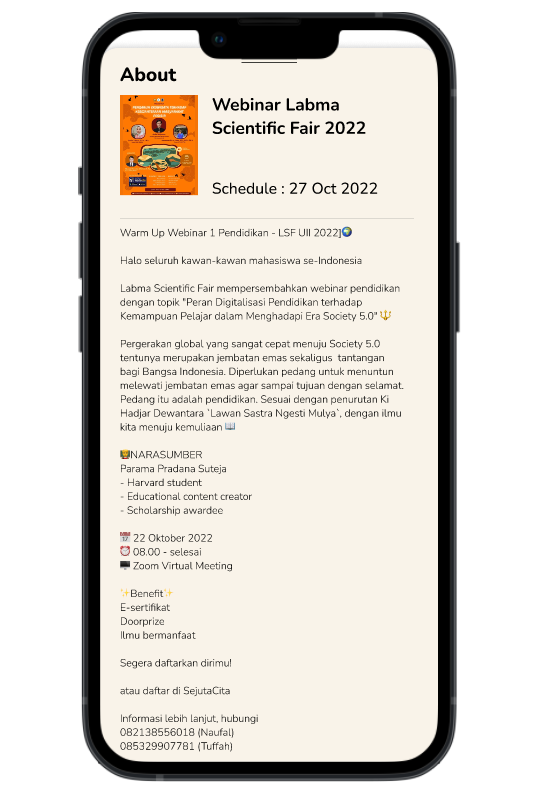 About
Webinar Labma
Scientific Fair 2022
Schedule : 27 Oct 2022
Warm Up Webinar 1 Pendidikan - LSF UII 2022]🌍
Halo seluruh kawan-kawan mahasiswa se-Indonesia
Labma Scientific Fair mempersembahkan webinar pendidikan
dengan topik "Peran Digitalisasi Pendidikan terhadap
Kemampuan Pelajar dalam Menghadapi Era Society 5.0" 🔱
Pergerakan global yang sangat cepat menuju Society 5.0
tentunya merupakan jembatan emas sekaligus  tantangan
bagi Bangsa Indonesia. Diperlukan pedang untuk menuntun
melewati jembatan emas agar sampai tujuan dengan selamat.
Pedang itu adalah pendidikan. Sesuai dengan penurutan Ki
Hadjar Dewantara `Lawan Sastra Ngesti Mulya`, dengan ilmu
kita menuju kemuliaan 📖
👨‍🏫NARASUMBER
Parama Pradana Suteja
- Harvard student
- Educational content creator
- Scholarship awardee
📅 22 Oktober 2022
⏰ 08.00 - selesai
🖥️ Zoom Virtual Meeting
✨Benefit✨
E-sertifikat
Doorprize
Ilmu bermanfaat
Segera daftarkan dirimu!
atau daftar di SejutaCita
Informasi lebih lanjut, hubungi
082138556018 (Naufal)
085329907781 (Tuffah)